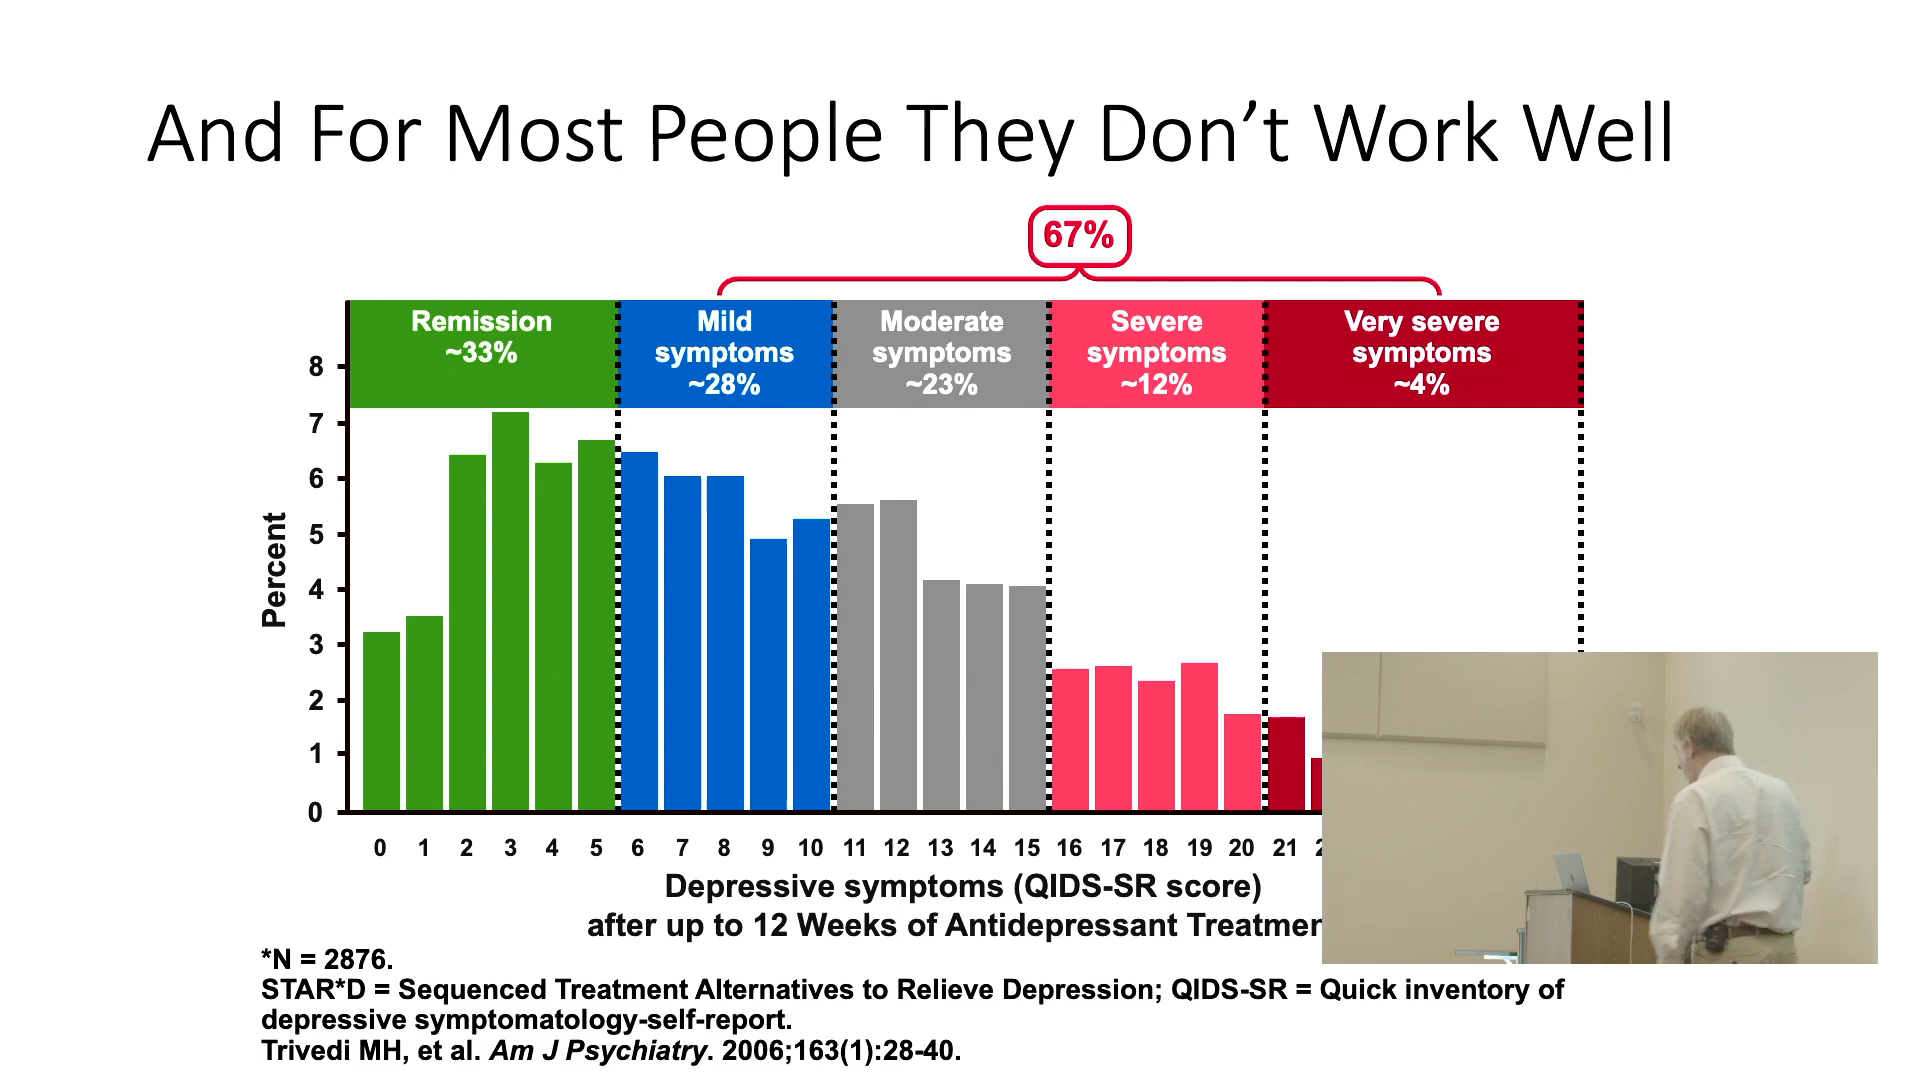 And For Most People They Don't Work Well
67%
Remission
~33%
Mild
symptoms
~28%
Moderate
symptoms
~23%
Severe
symptoms
~12%
Very severe
symptoms
~4%
8
7
6
5
4
3
2
1
0
Percent
0 1 2 3 4 5 6 7 8 9 10 11 12 13 14 15 16 17 18 19 20 21
Depressive symptoms (QIDS-SR score)
after up to 12 Weeks of Antidepressant
*N = 2876.
STAR*D = Sequenced Treatment Alternatives to Relieve Depression; QIDS-SR = Quick inventory of
depressive symptomatology-self-report.
Trivedi MH, et al. Am J Psychiatry. 2006;163(1):28-40.